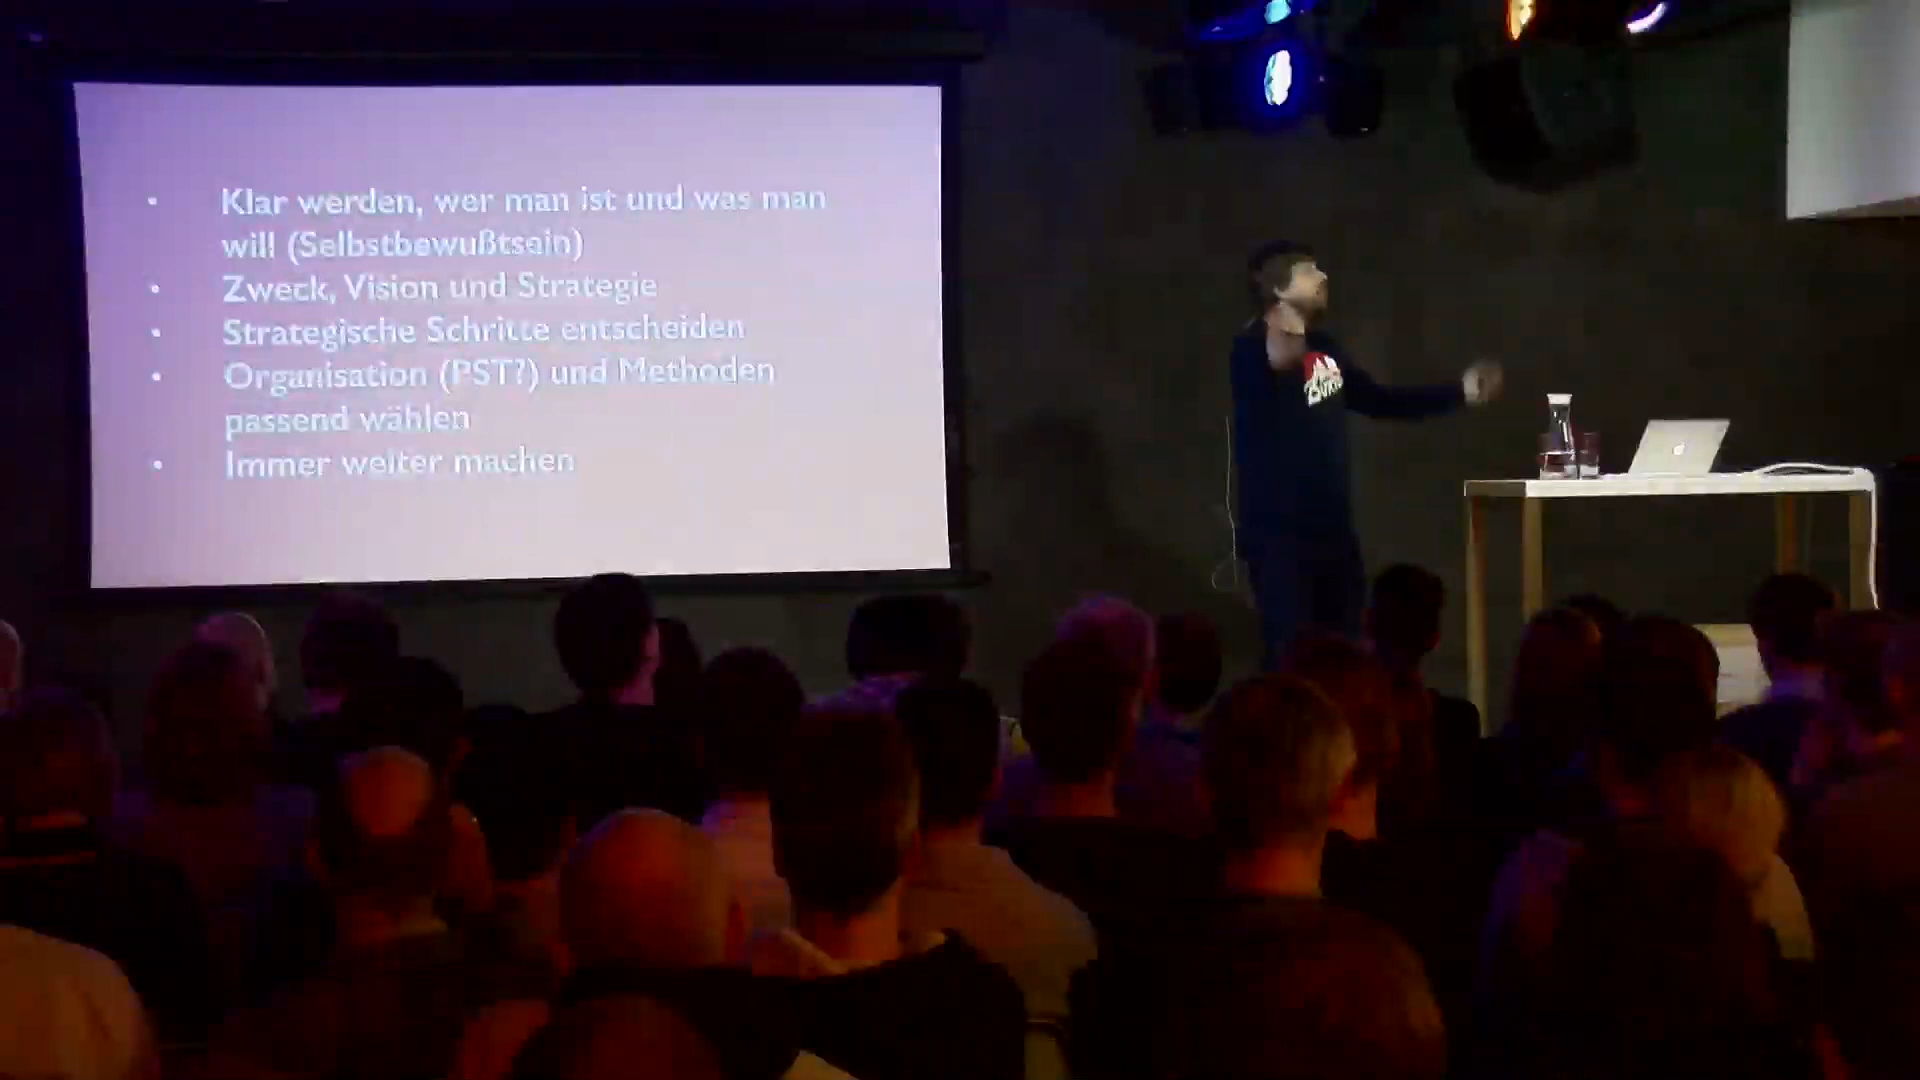 • Klar werden, wer man ist und was man
will (Selbstbewußtsein)
• Zweck, Vision und Strategie
• Strategische Schritte entscheiden
• Organisation (PST?) und Methoden
passend wählen
• Immer weiter machen